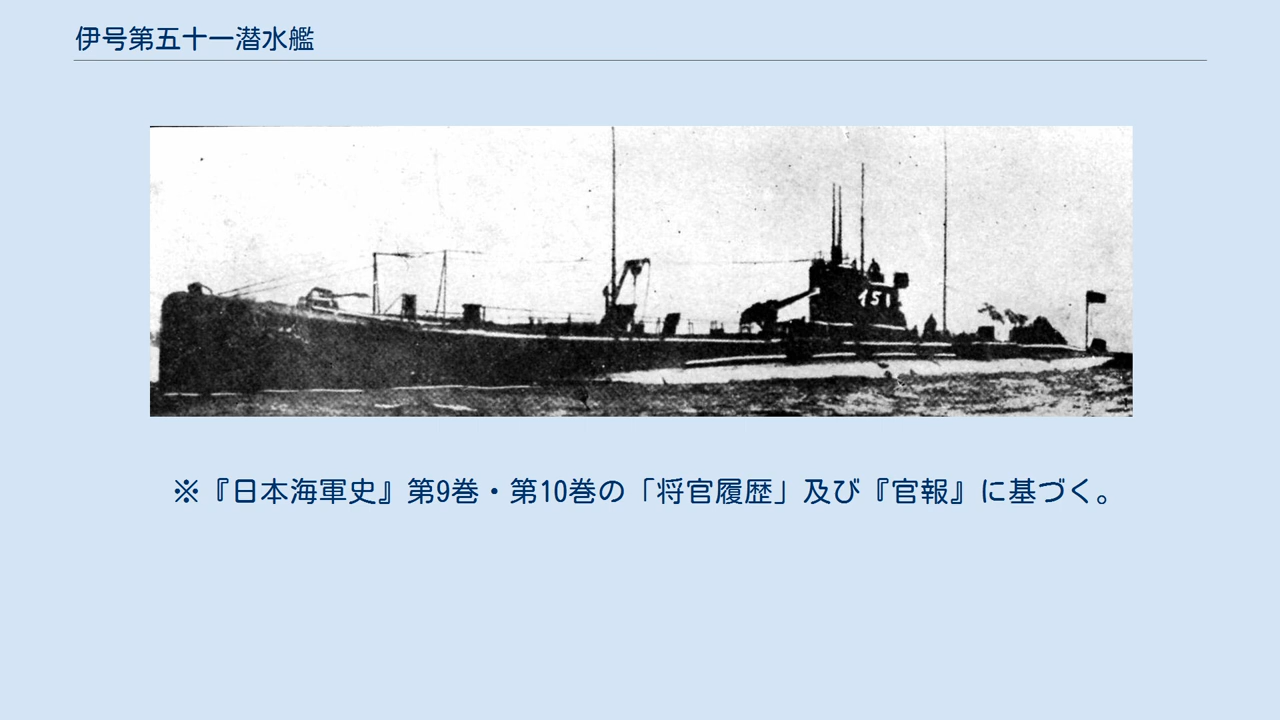 伊号第五十一潜水艦
151
※『日本海軍史』第9巻・第10巻の「将官履歴」及び『官報』に基づく。